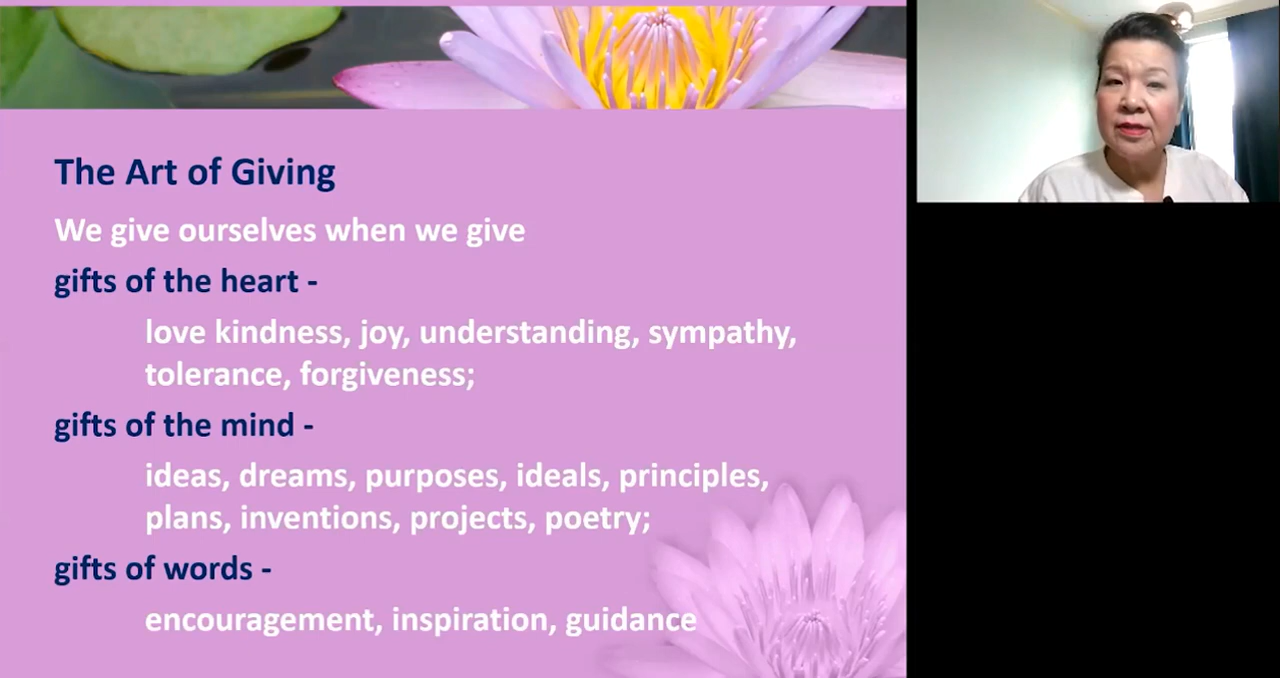 The Art of Giving
We give ourselves when we give
gifts of the heart -
love kindness, joy, understanding, sympathy,
tolerance, forgiveness;
gifts of the mind -
ideas, dreams, purposes, ideals, principles,
plans, inventions, projects, poetry;
gifts of words -
encouragement, inspiration, guidance